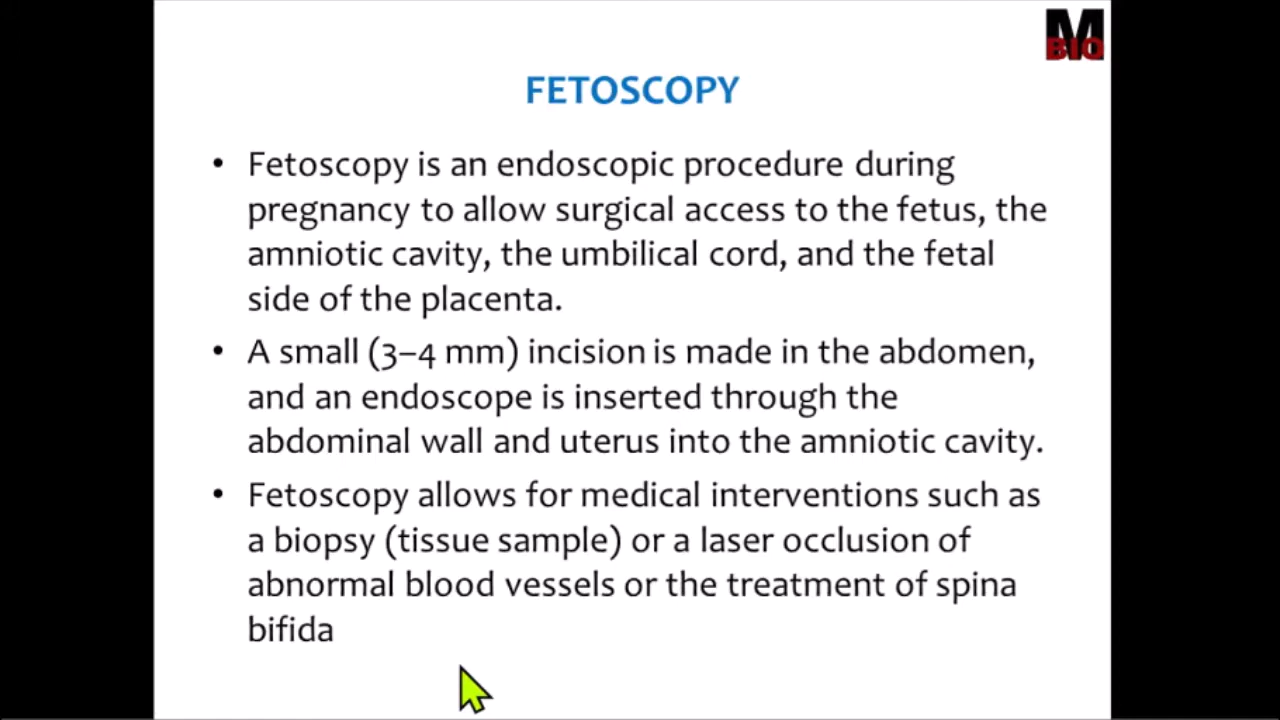 M
BIO
FETOSCOPY
• Fetoscopy is an endoscopic procedure during
pregnancy to allow surgical access to the fetus, the
amniotic cavity, the umbilical cord, and the fetal
side of the placenta.
• A small (3–4 mm) incision is made in the abdomen,
and an endoscope is inserted through the
abdominal wall and uterus into the amniotic cavity.
• Fetoscopy allows for medical interventions such as
a biopsy (tissue sample) or a laser occlusion of
abnormal blood vessels or the treatment of spina
bifida